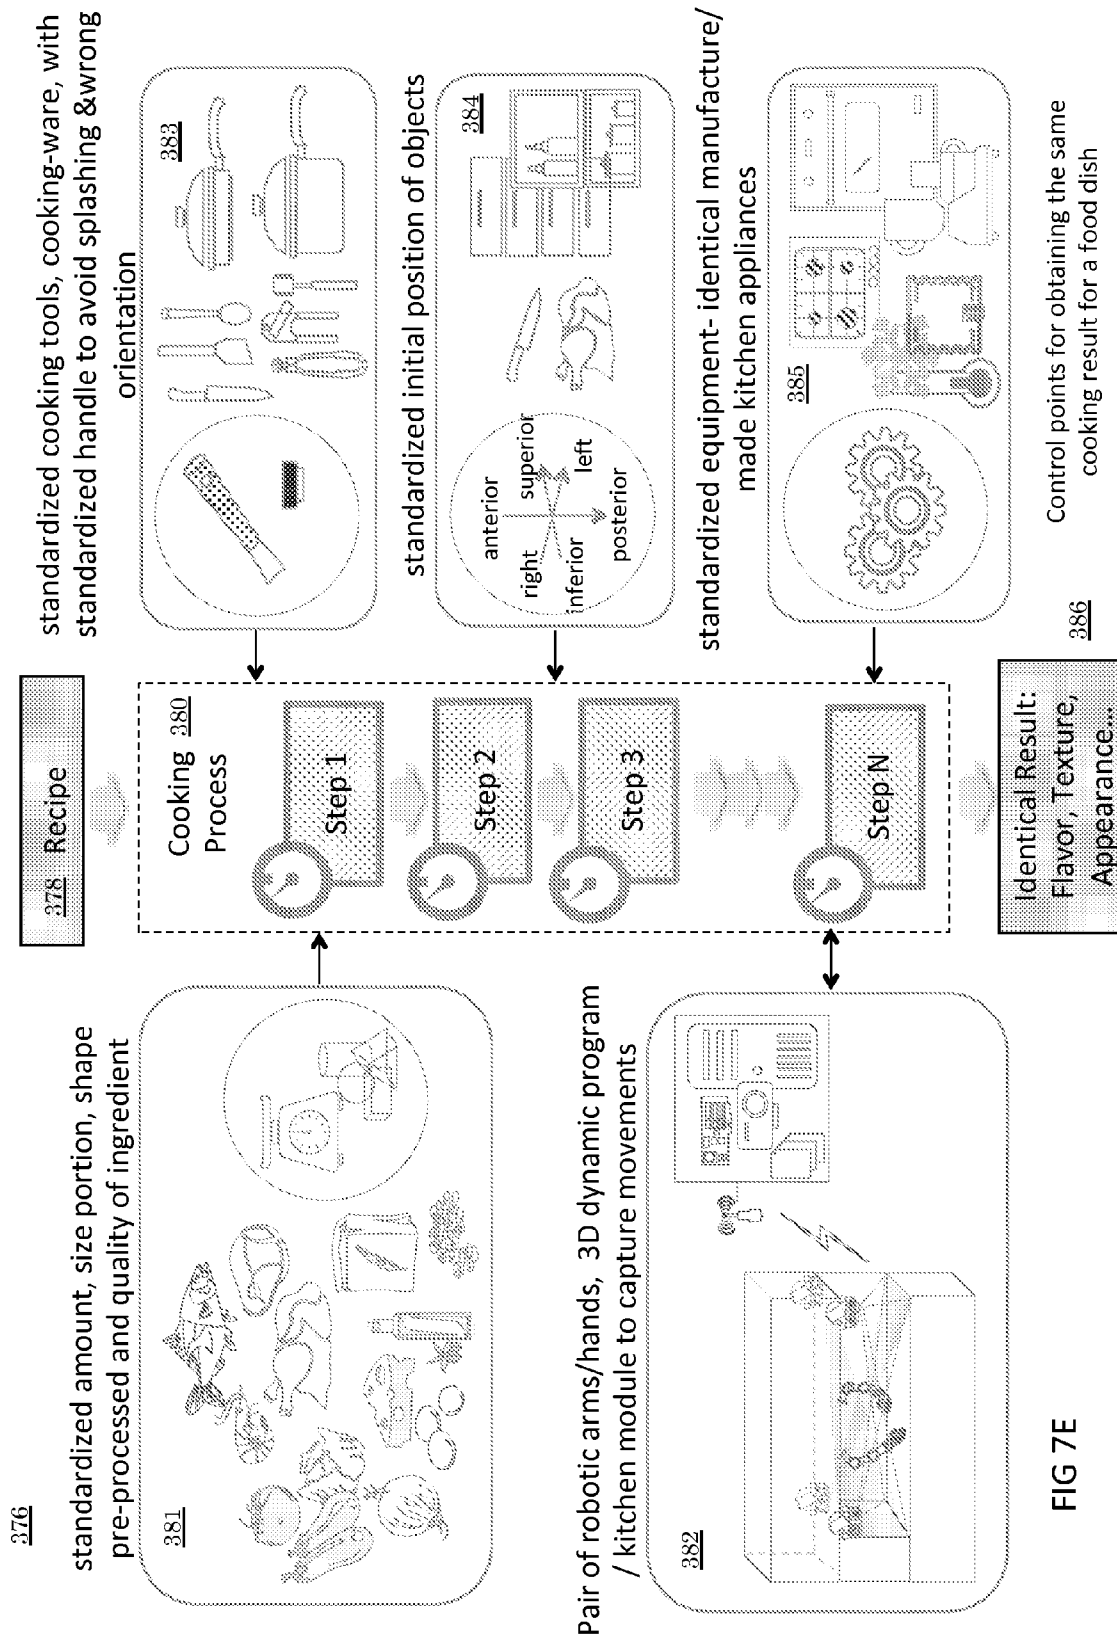 376
standardized amount, size portion, shape
pre-processed and quality of ingredient
381
Pair of robotic arms/hands, 3D dynamic program
/ kitchen module to capture movements
382
FIG 7E
378 Recipe
Cooking 380
Process
Step 1
Step 2
Step 3
Step N
Identical Result:
Flavor, Texture,
Appearance...
standardized cooking tools, cooking-ware, with
standardized handle to avoid splashing &wrong
orientation
383
standardized initial position of objects
384
anterior
superior
right
left
inferior
posterior
standardized equipment- identical manufacture/
made kitchen appliances
385
386
Control points for obtaining the same
cooking result for a food dish